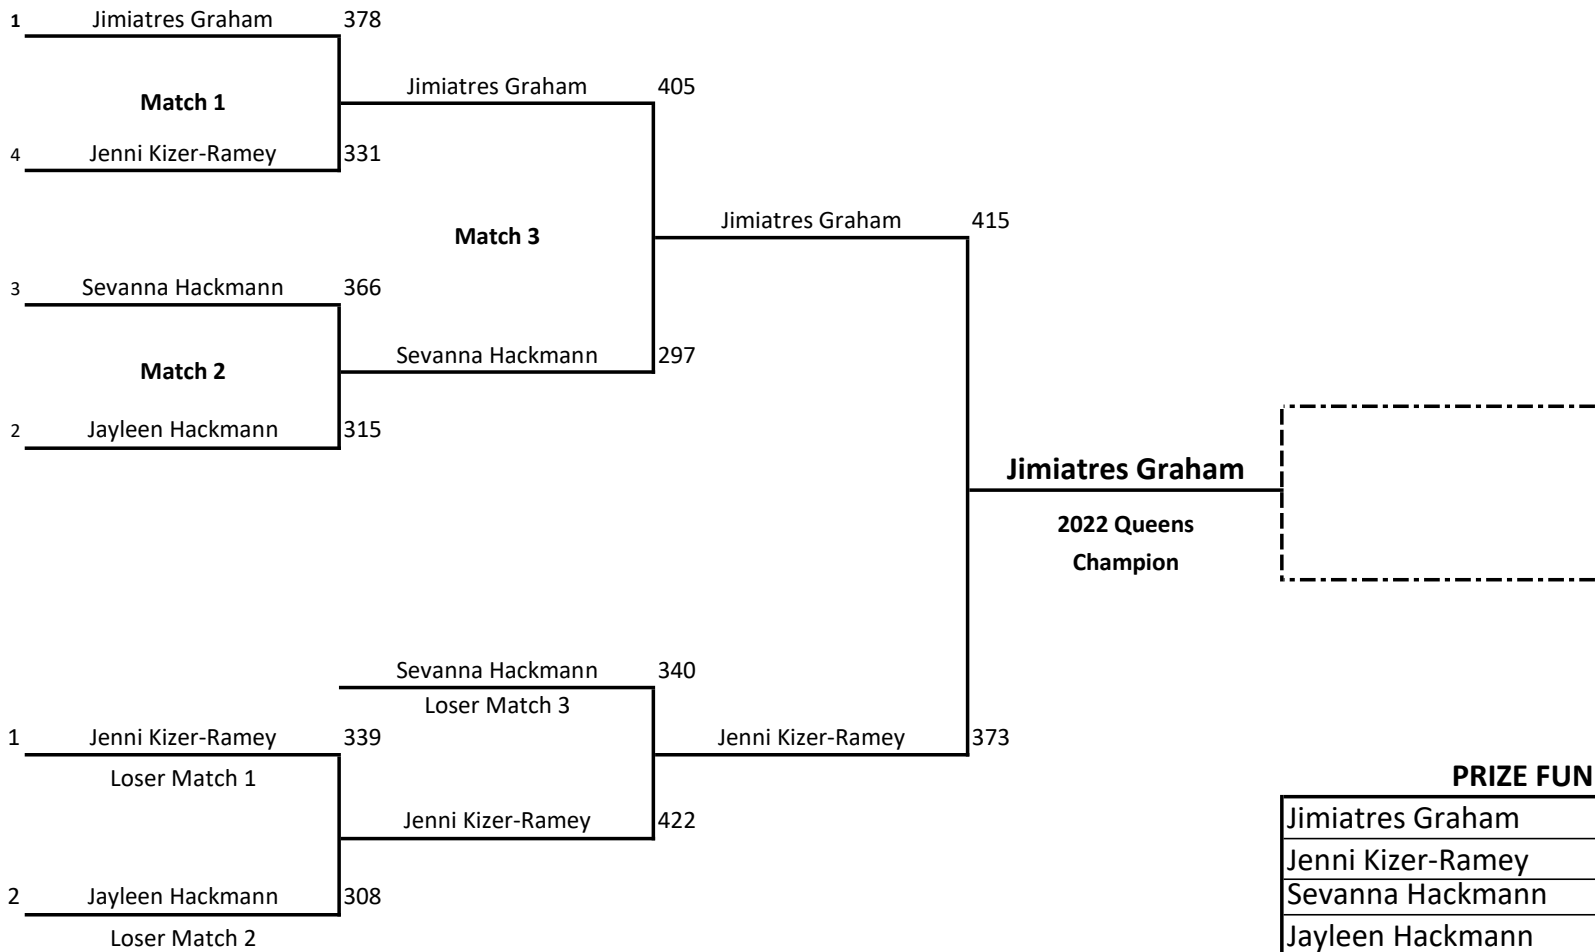 1 Jimiatres Graham 378
Jimiatres Graham 405
Match 1
4 Jenni Kizer-Ramey 331
Jimiatres Graham 415
Match 3
3 Sevanna Hackmann 366
Sevanna Hackmann 297
Match 2
2 Jayleen Hackmann 315
Jimiatres Graham
2022 Queens
Champion
Sevanna Hackmann 340
Loser Match 3
1 Jenni Kizer-Ramey 339
Jenni Kizer-Ramey 373
Loser Match 1
PRIZE FUN
Jenni Kizer-Ramey 422
Jimiatres Graham
Jenni Kizer-Ramey
2 Jayleen Hackmann 308
Sevanna Hackmann
Loser Match 2
Jayleen Hackmann